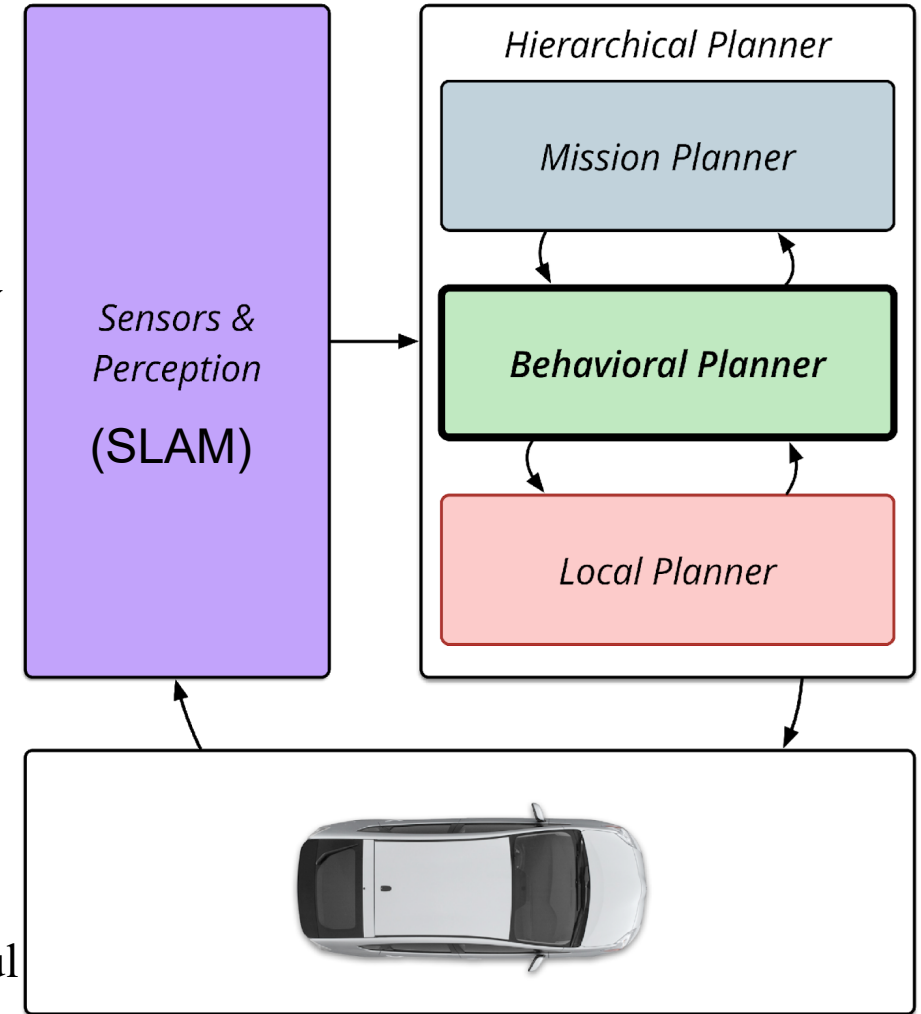 Hierarchical Planner
Mission Planner
Sensors &
Perception
(SLAM)
Behavioral Planner
Local Planner